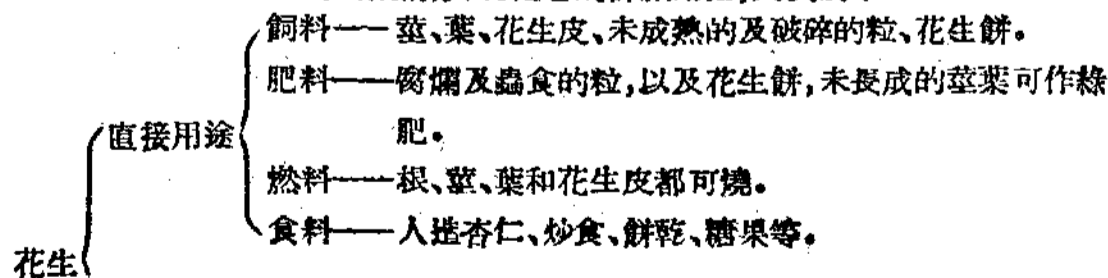 飼料——莖、葉、花生皮、未成熟的及破碎的粒、花生餅。
肥料——腐爛及蟲食的粒,以及花生餅,未長成的莖葉可作綠
肥。
直接用途
燃料——根、莖、葉和花生皮都可燒。
食料——人造杏仁、炒食、餅乾、糖果等。
花生